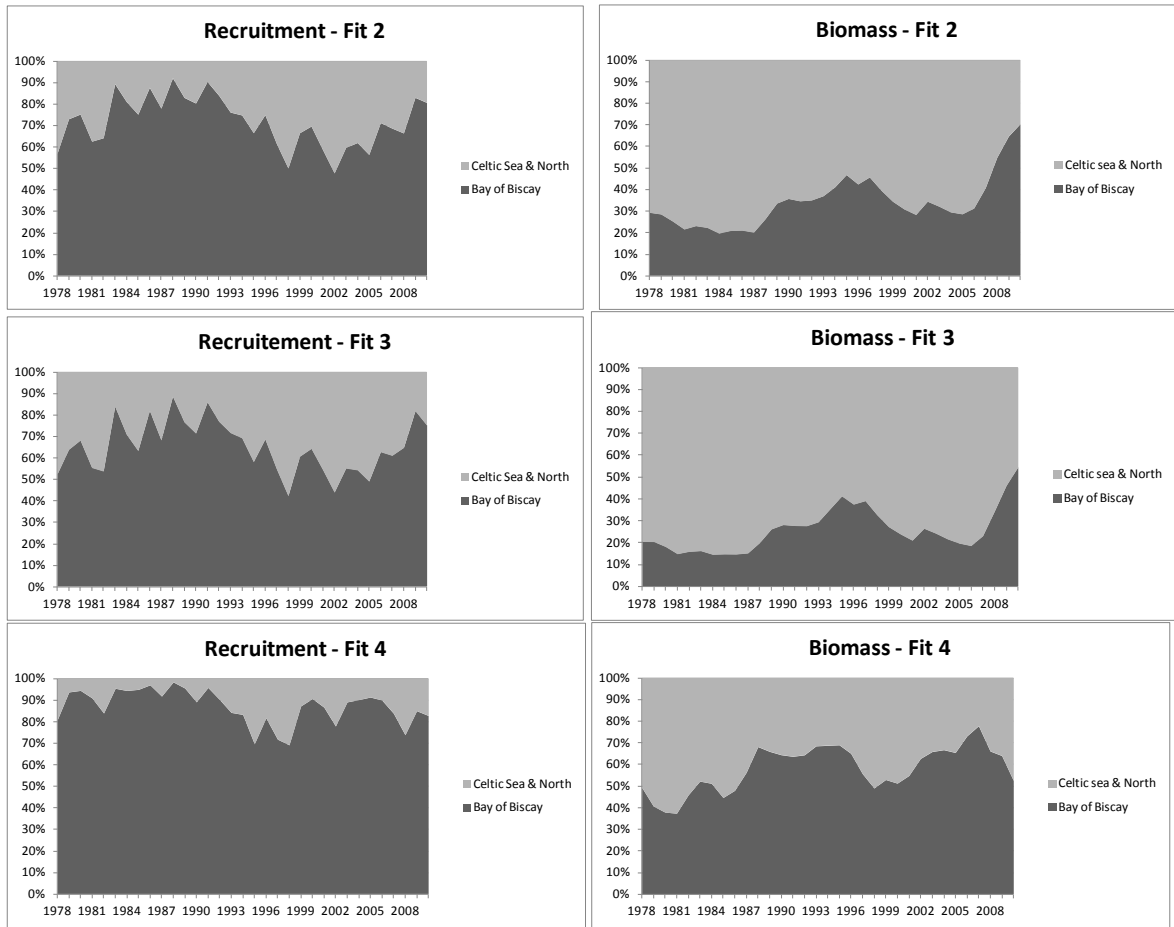 Recruitment - Fit 2
100%
90%
80%
70%
60%
50%
40%
30%
20%
10%
0%
1978 1981 1984 1987 1990 1993 1996 1999 2002 2005 2008
Celtic Sea & North
Bay of Biscay
Biomass - Fit 2
100%
90%
80%
70%
60%
50%
40%
30%
20%
10%
0%
1978 1981 1984 1987 1990 1993 1996 1999 2002 2005 2008
Celtic sea & North
Bay of Biscay
Recruitement - Fit 3
100%
90%
80%
70%
60%
50%
40%
30%
20%
10%
0%
1978 1981 1984 1987 1990 1993 1996 1999 2002 2005 2008
Celtic Sea & North
Bay of Biscay
Biomass - Fit 3
100%
90%
80%
70%
60%
50%
40%
30%
20%
10%
0%
1978 1981 1984 1987 1990 1993 1996 1999 2002 2005 2008
Celtic sea & North
Bay of Biscay
Recruitment - Fit 4
100%
90%
80%
70%
60%
50%
40%
30%
20%
10%
0%
1978 1981 1984 1987 1990 1993 1996 1999 2002 2005 2008
Celtic Sea & North
Bay of Biscay
Biomass - Fit 4
100%
90%
80%
70%
60%
50%
40%
30%
20%
10%
0%
1978 1981 1984 1987 1990 1993 1996 1999 2002 2005 2008
Celtic sea & North
Bay of Biscay